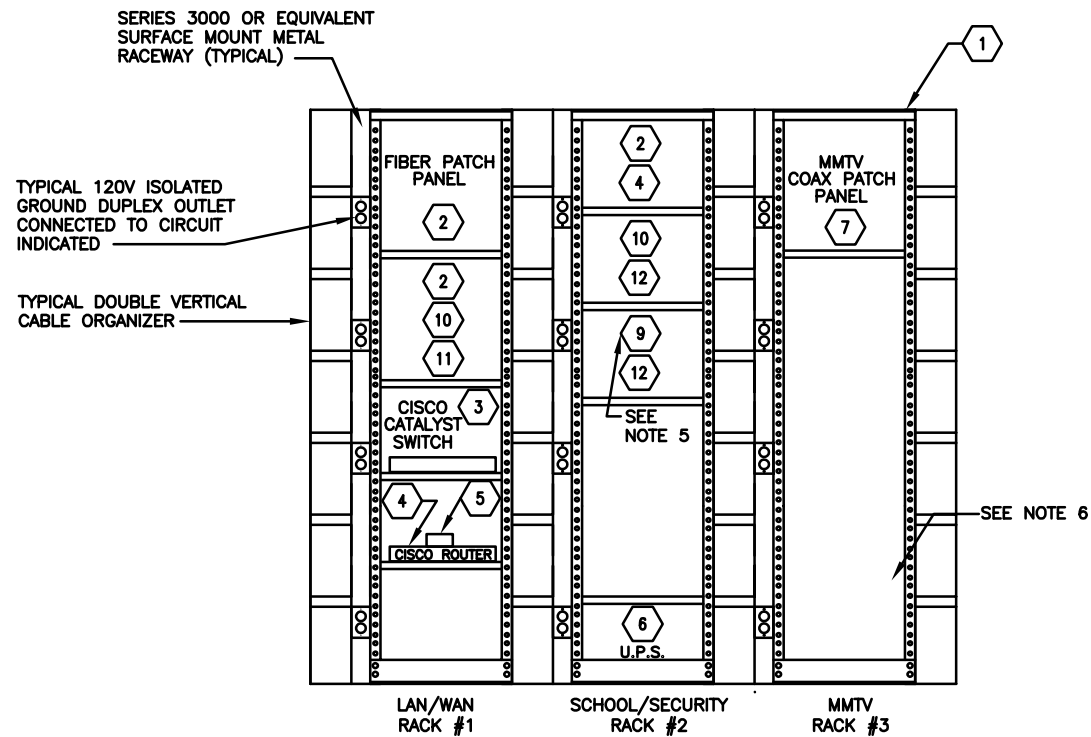 SERIES 3000 OR EQUIVALENT
SURFACE MOUNT METAL
RACEWAY (TYPICAL)
1
TYPICAL 120V ISOLATED
GROUND DUPLEX OUTLET
CONNECTED TO CIRCUIT
INDICATED
TYPICAL DOUBLE VERTICAL
CABLE ORGANIZER
FIBER PATCH
PANEL
2
2
10
11
CISCO
CATALYST
SWITCH
3
4
5
CISCO ROUTER
2
4
10
12
9
12
SEE
NOTE 5
6
U.P.S.
MMTV
COAX PATCH
PANEL
7
SEE NOTE 6
LAN/WAN
RACK #1
SCHOOL/SECURITY
RACK #2
MMTV
RACK #3